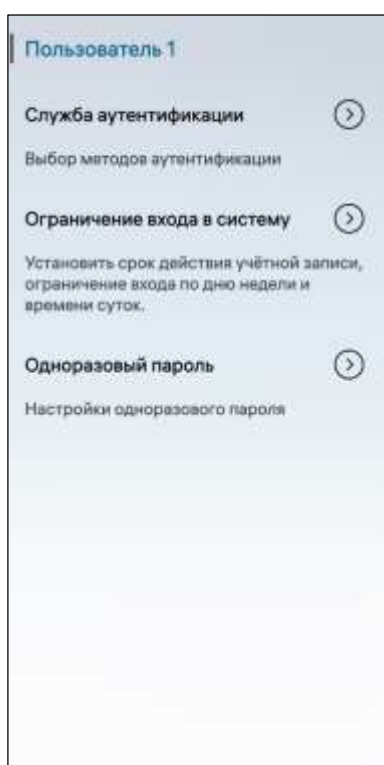 Пользователь 1
Служба аутентификации
Выбор методов аутентификации
Ограничение входа в систему
Установить срок действия учётной записи,
ограничение входа по дню недели и
времени суток.
Одноразовый пароль
Настройки одноразового пароля